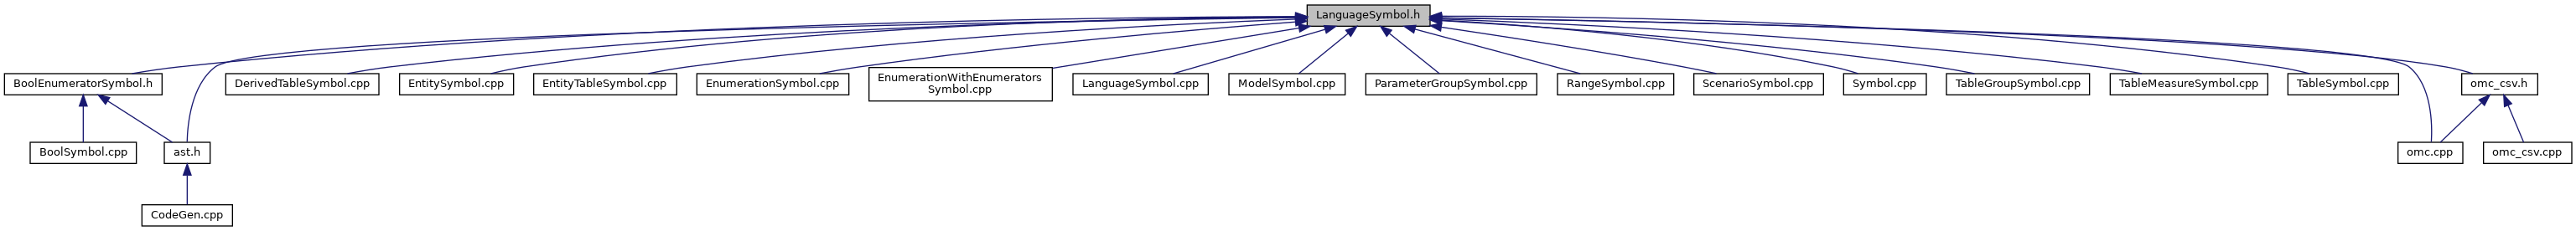 LanguageSymbol.h
BoolEnumeratorSymbol.h
DerivedTableSymbol.cpp
EntitySymbol.cpp
EntityTableSymbol.cpp
EnumerationSymbol.cpp
EnumerationWithEnumerators
Symbol.cpp
LanguageSymbol.cpp
ModelSymbol.cpp
ParameterGroupSymbol.cpp
RangeSymbol.cpp
ScenarioSymbol.cpp
Symbol.cpp
TableGroupSymbol.cpp
TableMeasureSymbol.cpp
TableSymbol.cpp
omc_csv.h
BoolSymbol.cpp
ast.h
omc.cpp
omc_csv.cpp
CodeGen.cpp